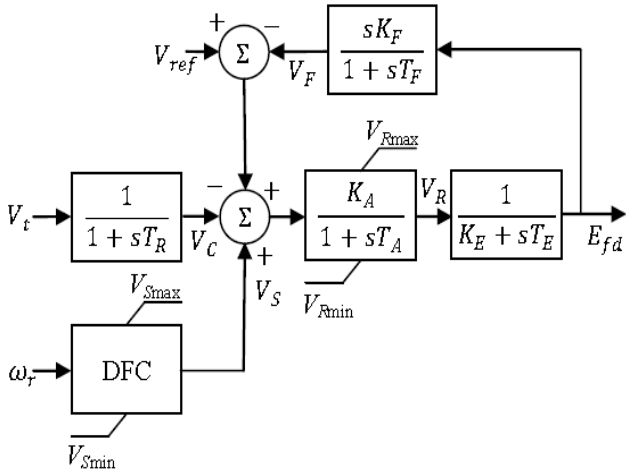 +
−
V_ref
Σ
V_F
sK_F
1 + sT_F
V_Rmax
V_t
1
1 + sT_R
−
V_C
Σ
+
+
V_S
K_A
1 + sT_A
V_R
1
K_E + sT_E
E_fd
V_Rmin
V_Smax
ω_r
DFC
V_Smin